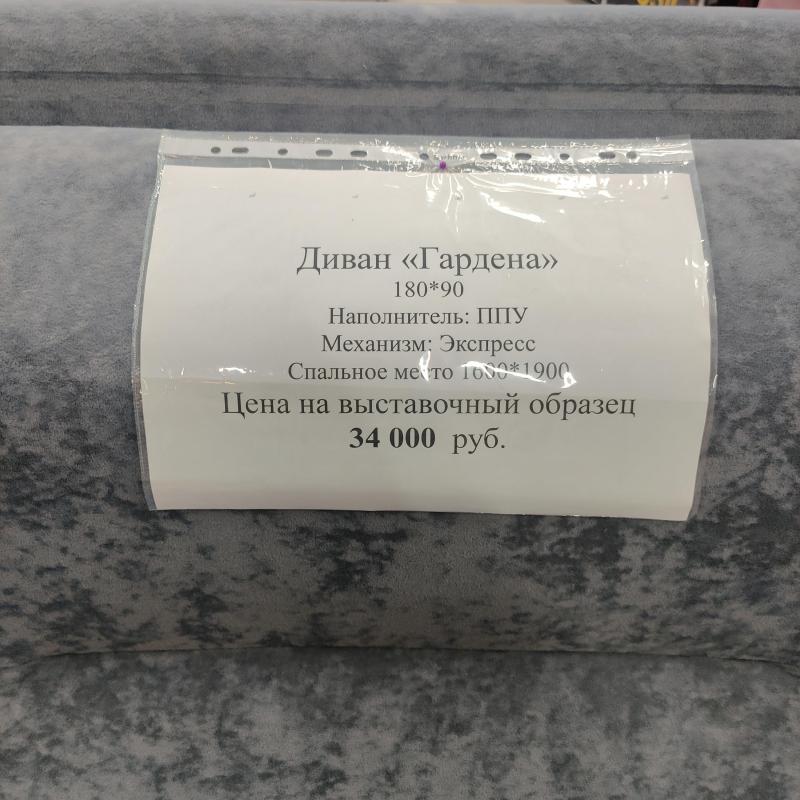 Диван «Гардена»
180*90
Наполнитель: ППУ
Механизм: Экспресс
Спальное место 1600*1900
Цена на выставочный образец
34 000 руб.